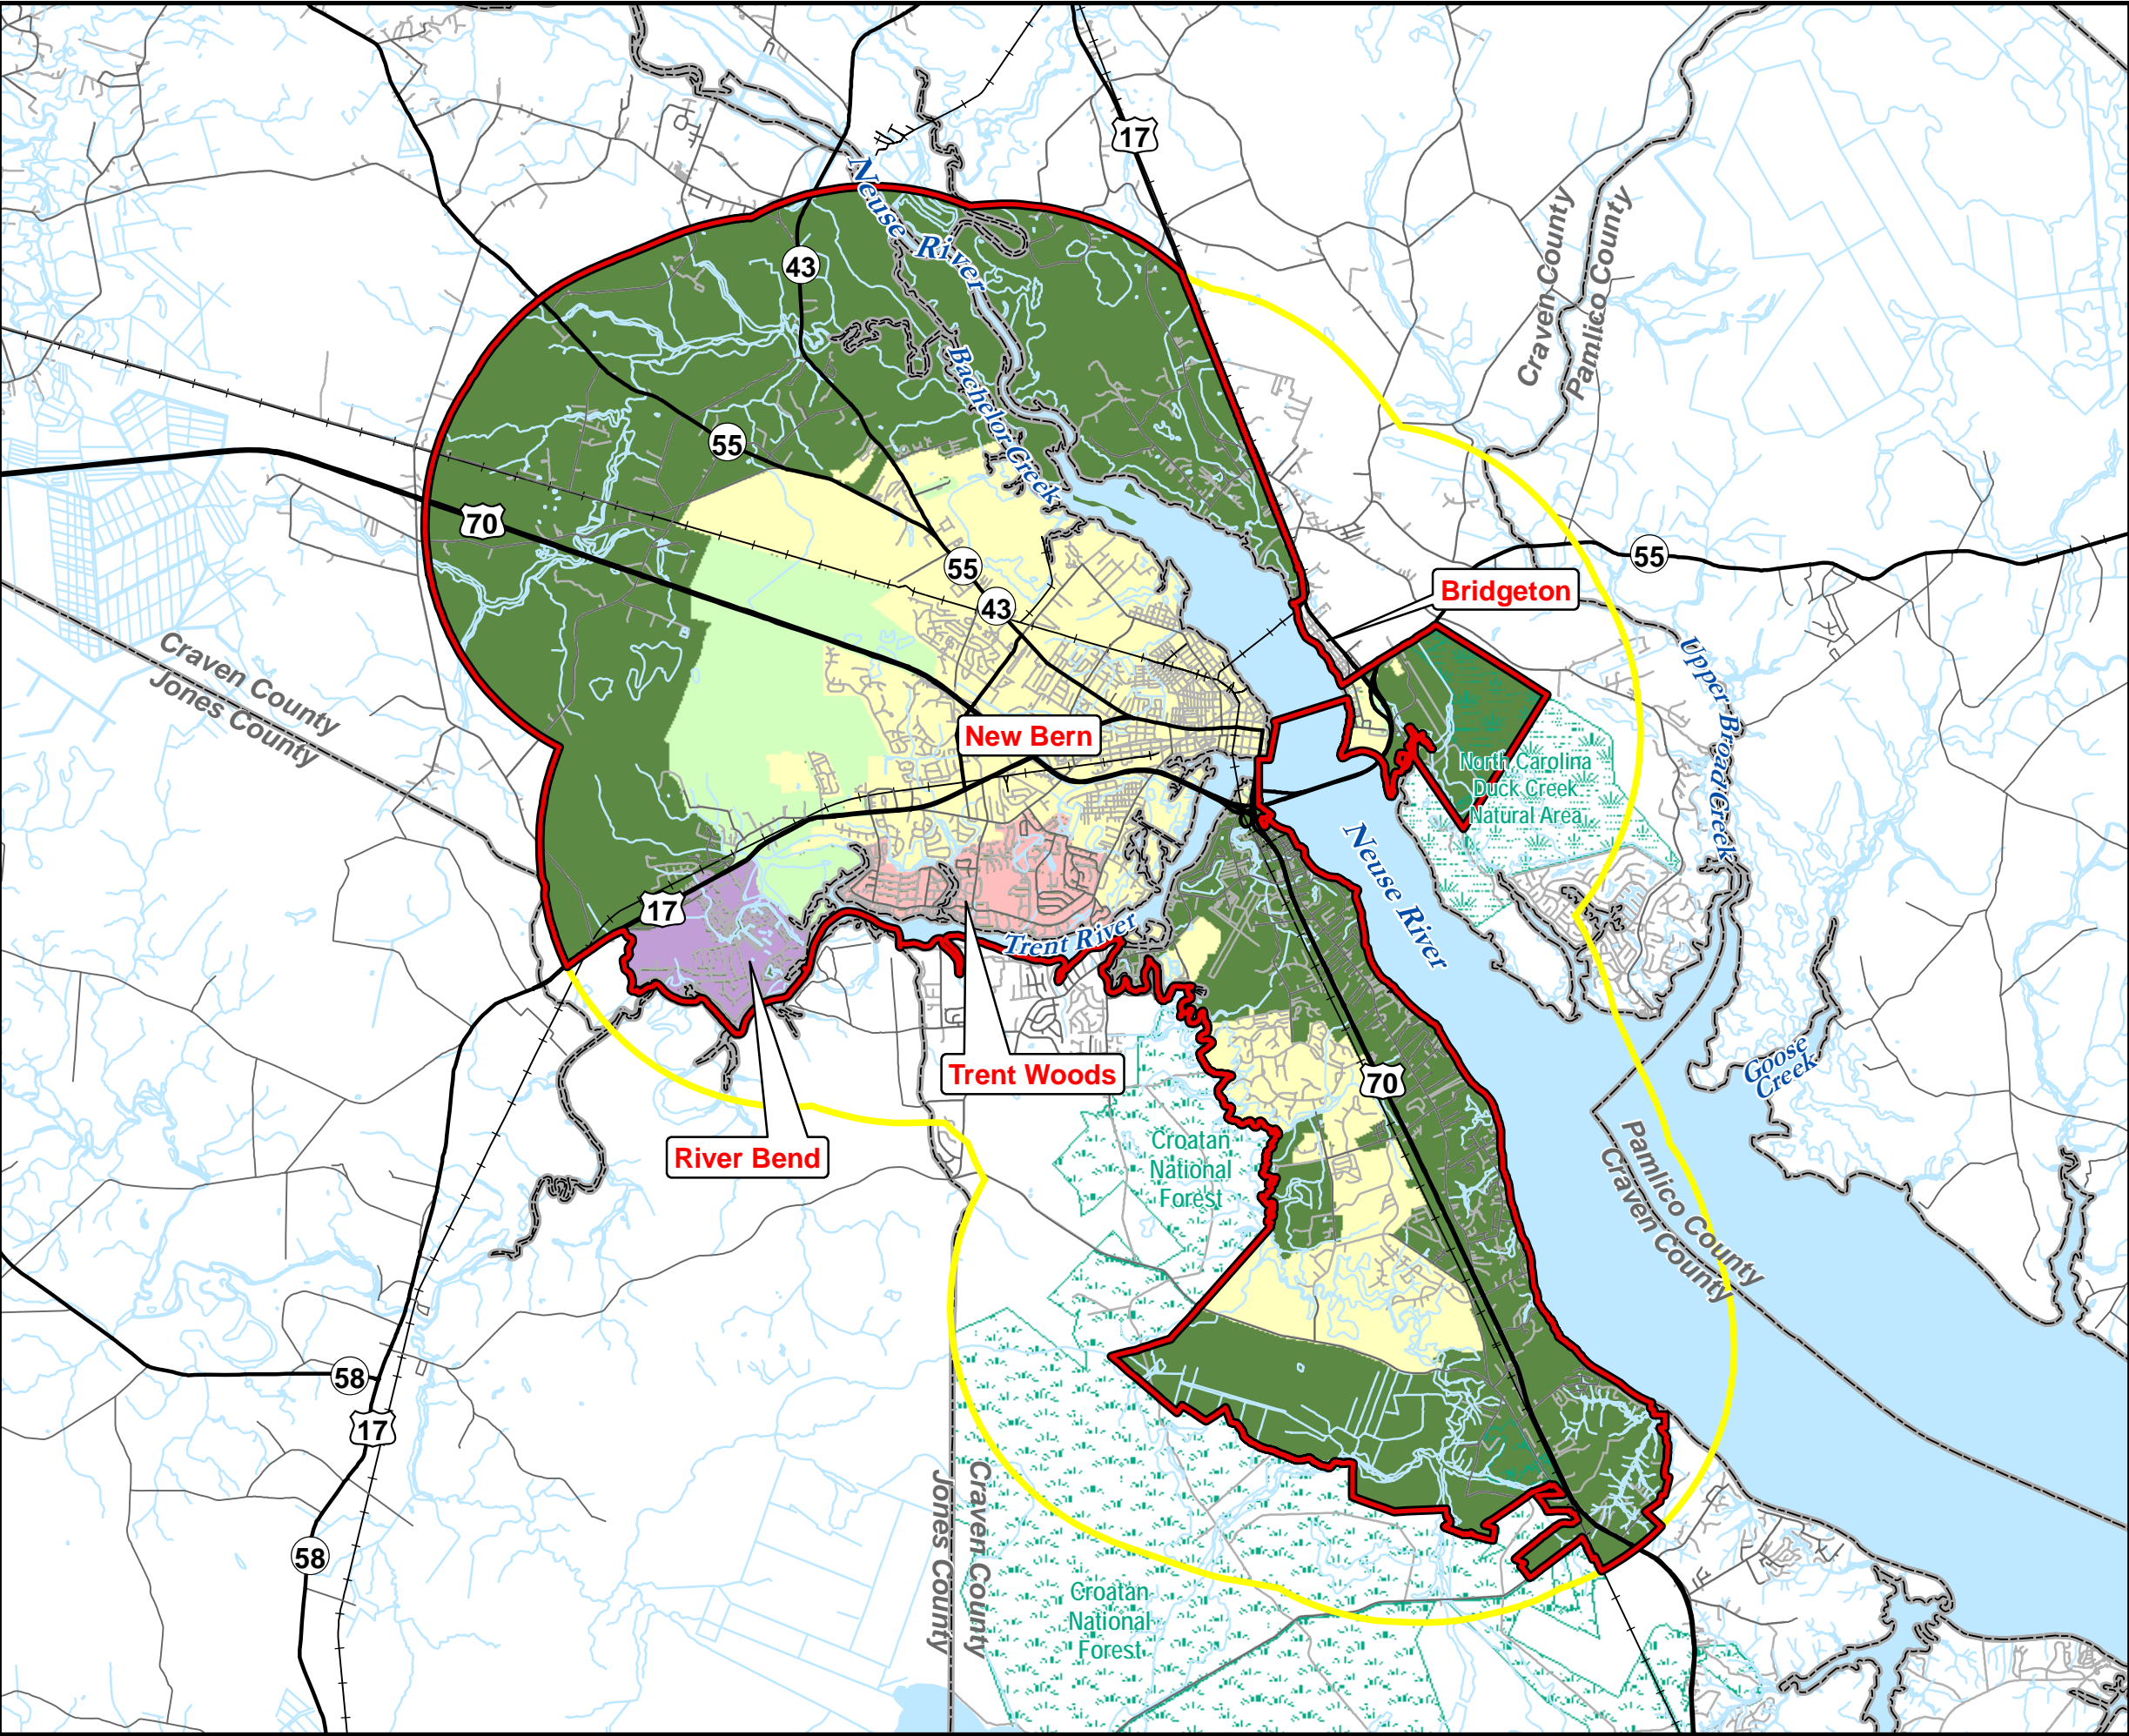 17
Neuse River
43
Craven County
Pamlico County
Bachelor Creek
55
70
55
55
43
Bridgeton
Craven County
Jones County
Upper Broad Creek
New Bern
North Carolina
Duck Creek
Natural Area
Neuse River
17
Trent River
Goose
Creek
Trent Woods
70
River Bend
Croatan
National
Forest
Pamlico County
Craven County
58
17
58
Jones County
Craven County
Croatan
National
Forest